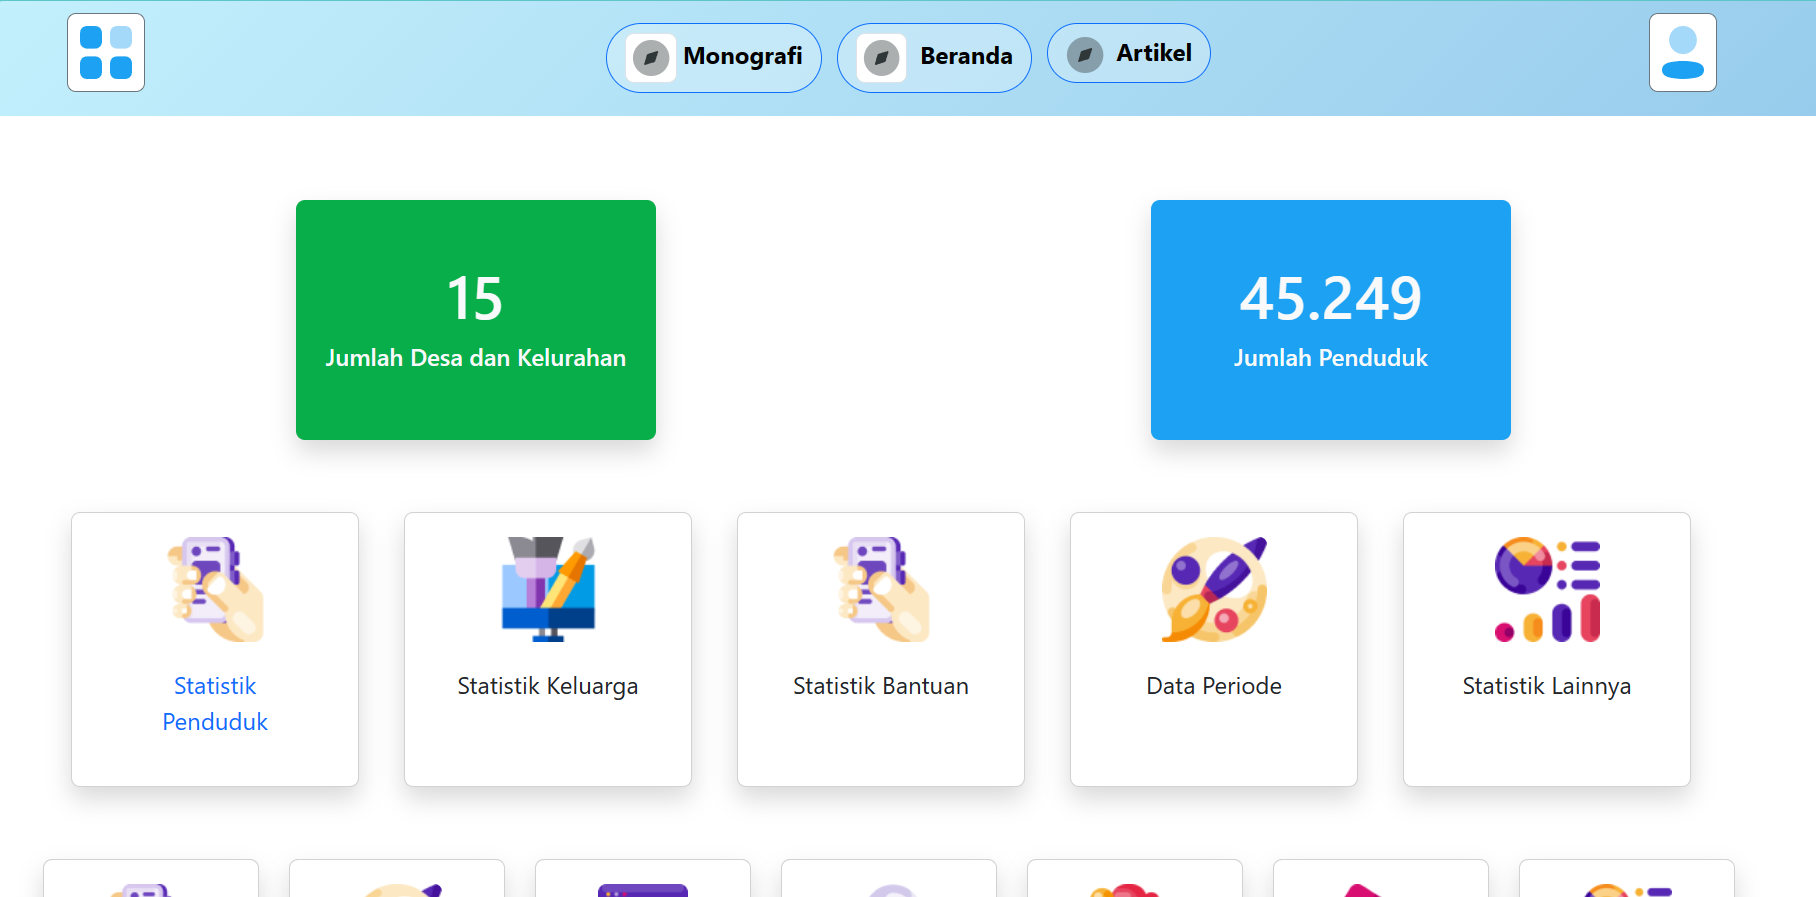 Monografi
Beranda
Artikel
15
Jumlah Desa dan Kelurahan
45.249
Jumlah Penduduk
Statistik
Penduduk
Statistik Keluarga
Statistik Bantuan
Data Periode
Statistik Lainnya